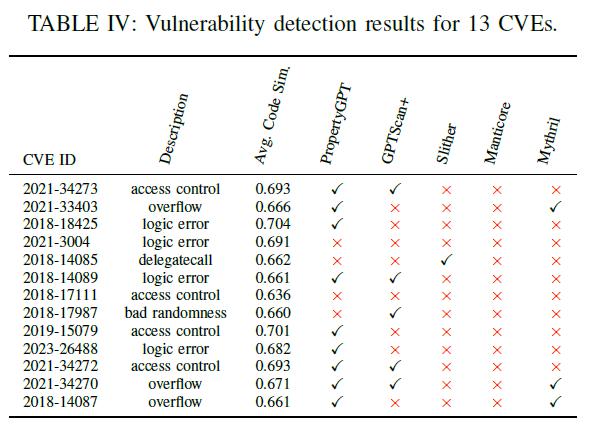 TABLE IV: Vulnerability detection results for 13 CVEs.
CVE ID Description Avg. Code Sim. PropertyGPT GPTScan+ Slither Manticore Mythril
2021-34273 access control 0.693 ✓ ✓ × × ×
2021-33403 overflow 0.666 ✓ × × × ✓
2018-18425 logic error 0.704 ✓ × × × ×
2021-3004 logic error 0.691 × × × × ×
2018-14085 delegatecall 0.662 × × ✓ × ×
2018-14089 logic error 0.661 ✓ ✓ × × ×
2018-17111 access control 0.636 × × × × ×
2018-17987 bad randomness 0.660 × ✓ × × ×
2019-15079 access control 0.701 ✓ × × × ×
2023-26488 logic error 0.682 ✓ × × × ×
2021-34272 access control 0.693 ✓ ✓ × × ×
2021-34270 overflow 0.671 ✓ ✓ × × ✓
2018-14087 overflow 0.661 ✓ × × × ✓